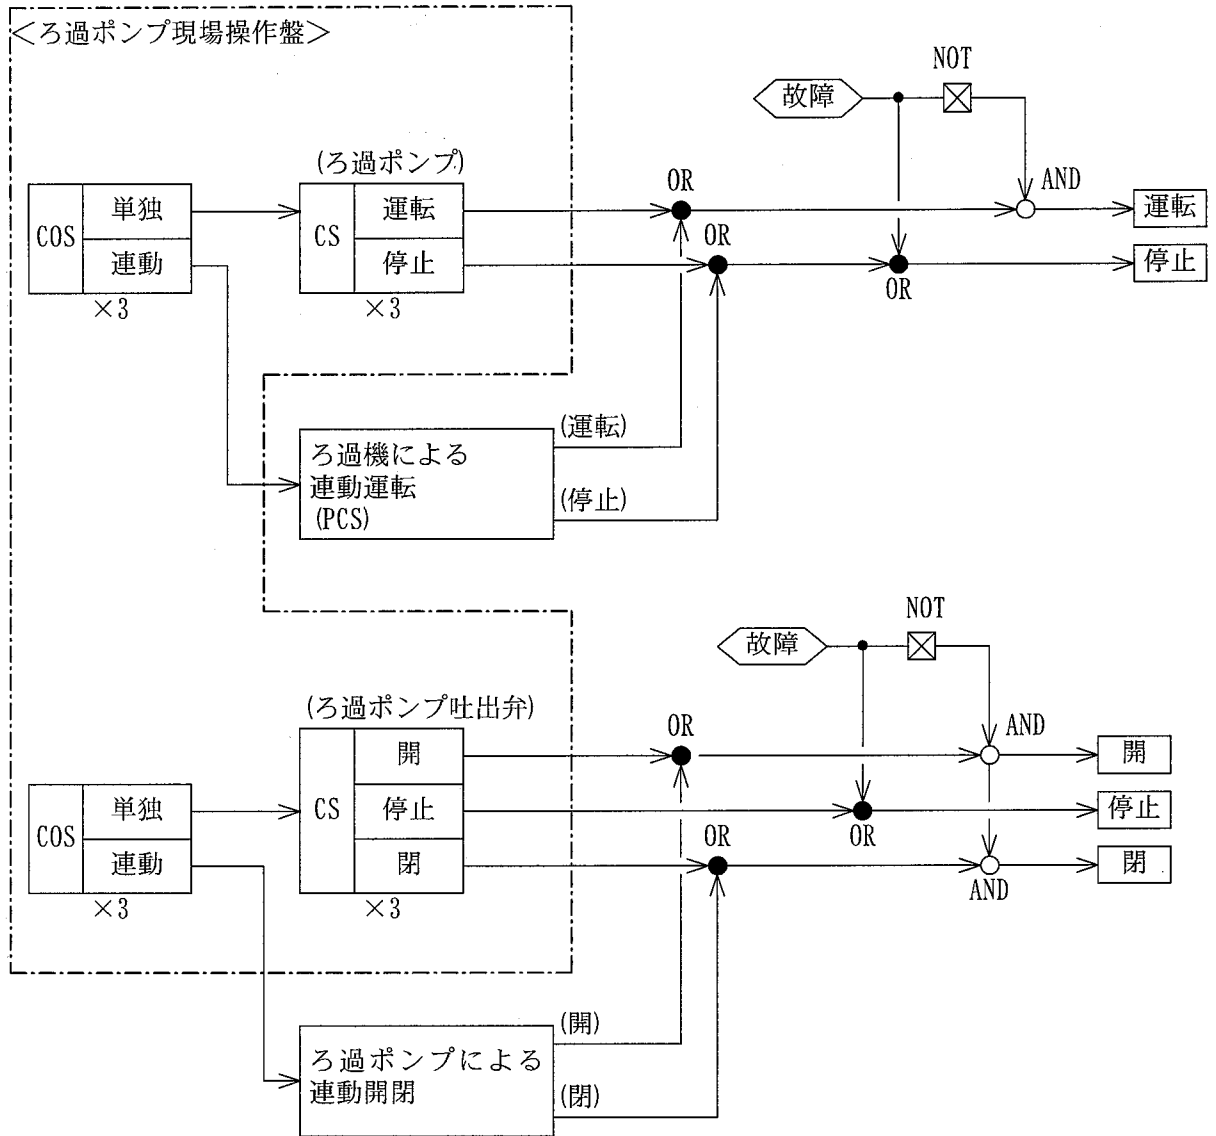 ＜ろ過ポンプ現場操作盤＞
NOT
故障
(ろ過ポンプ)
OR
AND
COS
単独
連動
×3
CS
運転
停止
×3
OR
OR
運転
停止
ろ過機による
連動運転
(PCS)
(運転)
(停止)
NOT
故障
(ろ過ポンプ吐出弁)
OR
AND
COS
単独
連動
×3
CS
開
停止
閉
×3
OR
OR
AND
開
停止
閉
ろ過ポンプによる
連動開閉
(開)
(閉)